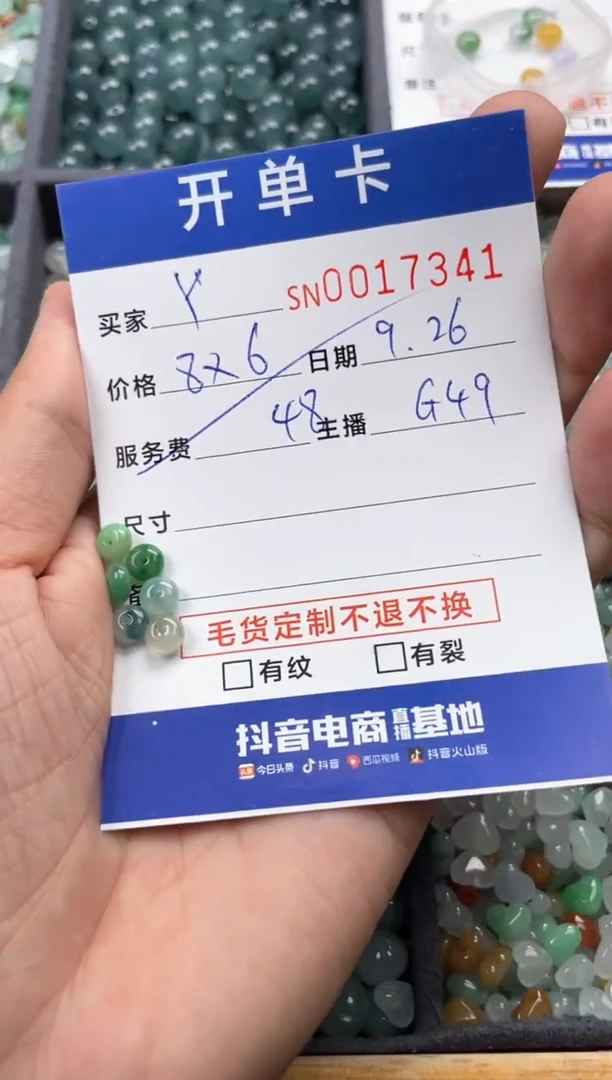 开单卡
买家 Y SN0017341
价格 8×6 日期 9.26
服务费 48 主播 G49
尺寸
毛货定制不退不换
有纹 有裂
抖音电商直播基地
今日头条 抖音 西瓜视频 抖音火山版